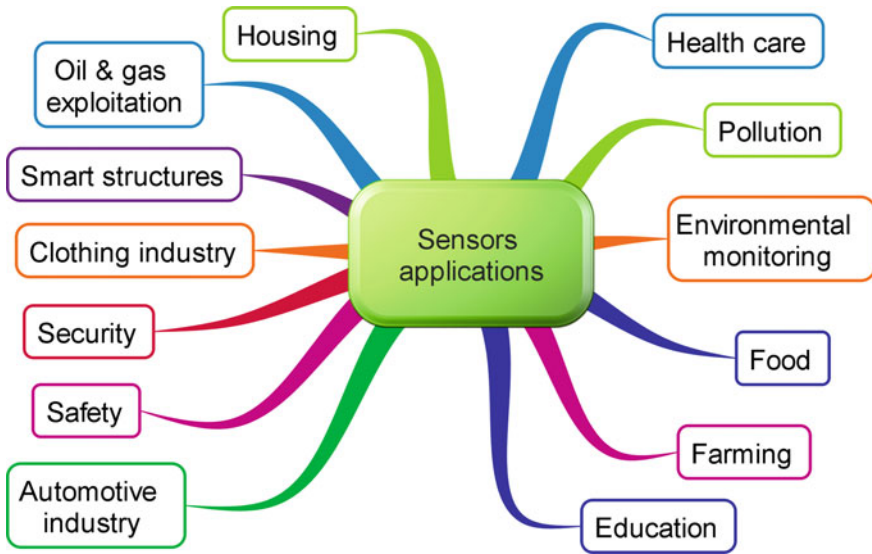 Housing
Health care
Oil & gas
exploitation
Pollution
Smart structures
Sensors
applications
Environmental
monitoring
Clothing industry
Security
Food
Safety
Farming
Automotive
industry
Education